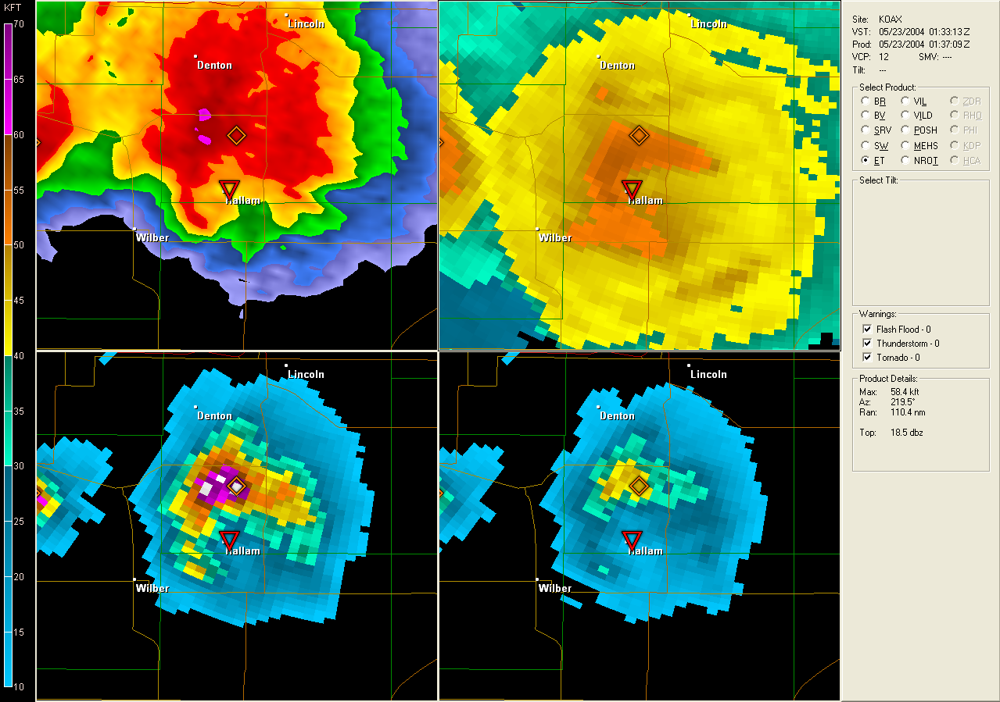 KFT
70
65
60
55
50
45
40
35
30
25
20
15
10
Lincoln
Denton
Hallam
Wilber
Lincoln
Denton
Hallam
Wilber
Lincoln
Denton
Hallam
Wilber
Lincoln
Denton
Hallam
Wilber
Site: KOAX
VST: 05/23/2004 01:33:13 Z
Prod: 05/23/2004 01:37:09 Z
VCP: 12 SMV: ----
Tilt: ---
Select Product:
BR VIL ZDR
BV VILD RHO
SRV POSH PHI
SW MEHS KDP
ET NROT HCA
Select Tilt:
Warnings:
Flash Flood - 0
Thunderstorm - 0
Tornado - 0
Product Details:
Max: 58.4 kft
Az: 219.5°
Ran: 110.4 nm
Top: 18.5 dbz